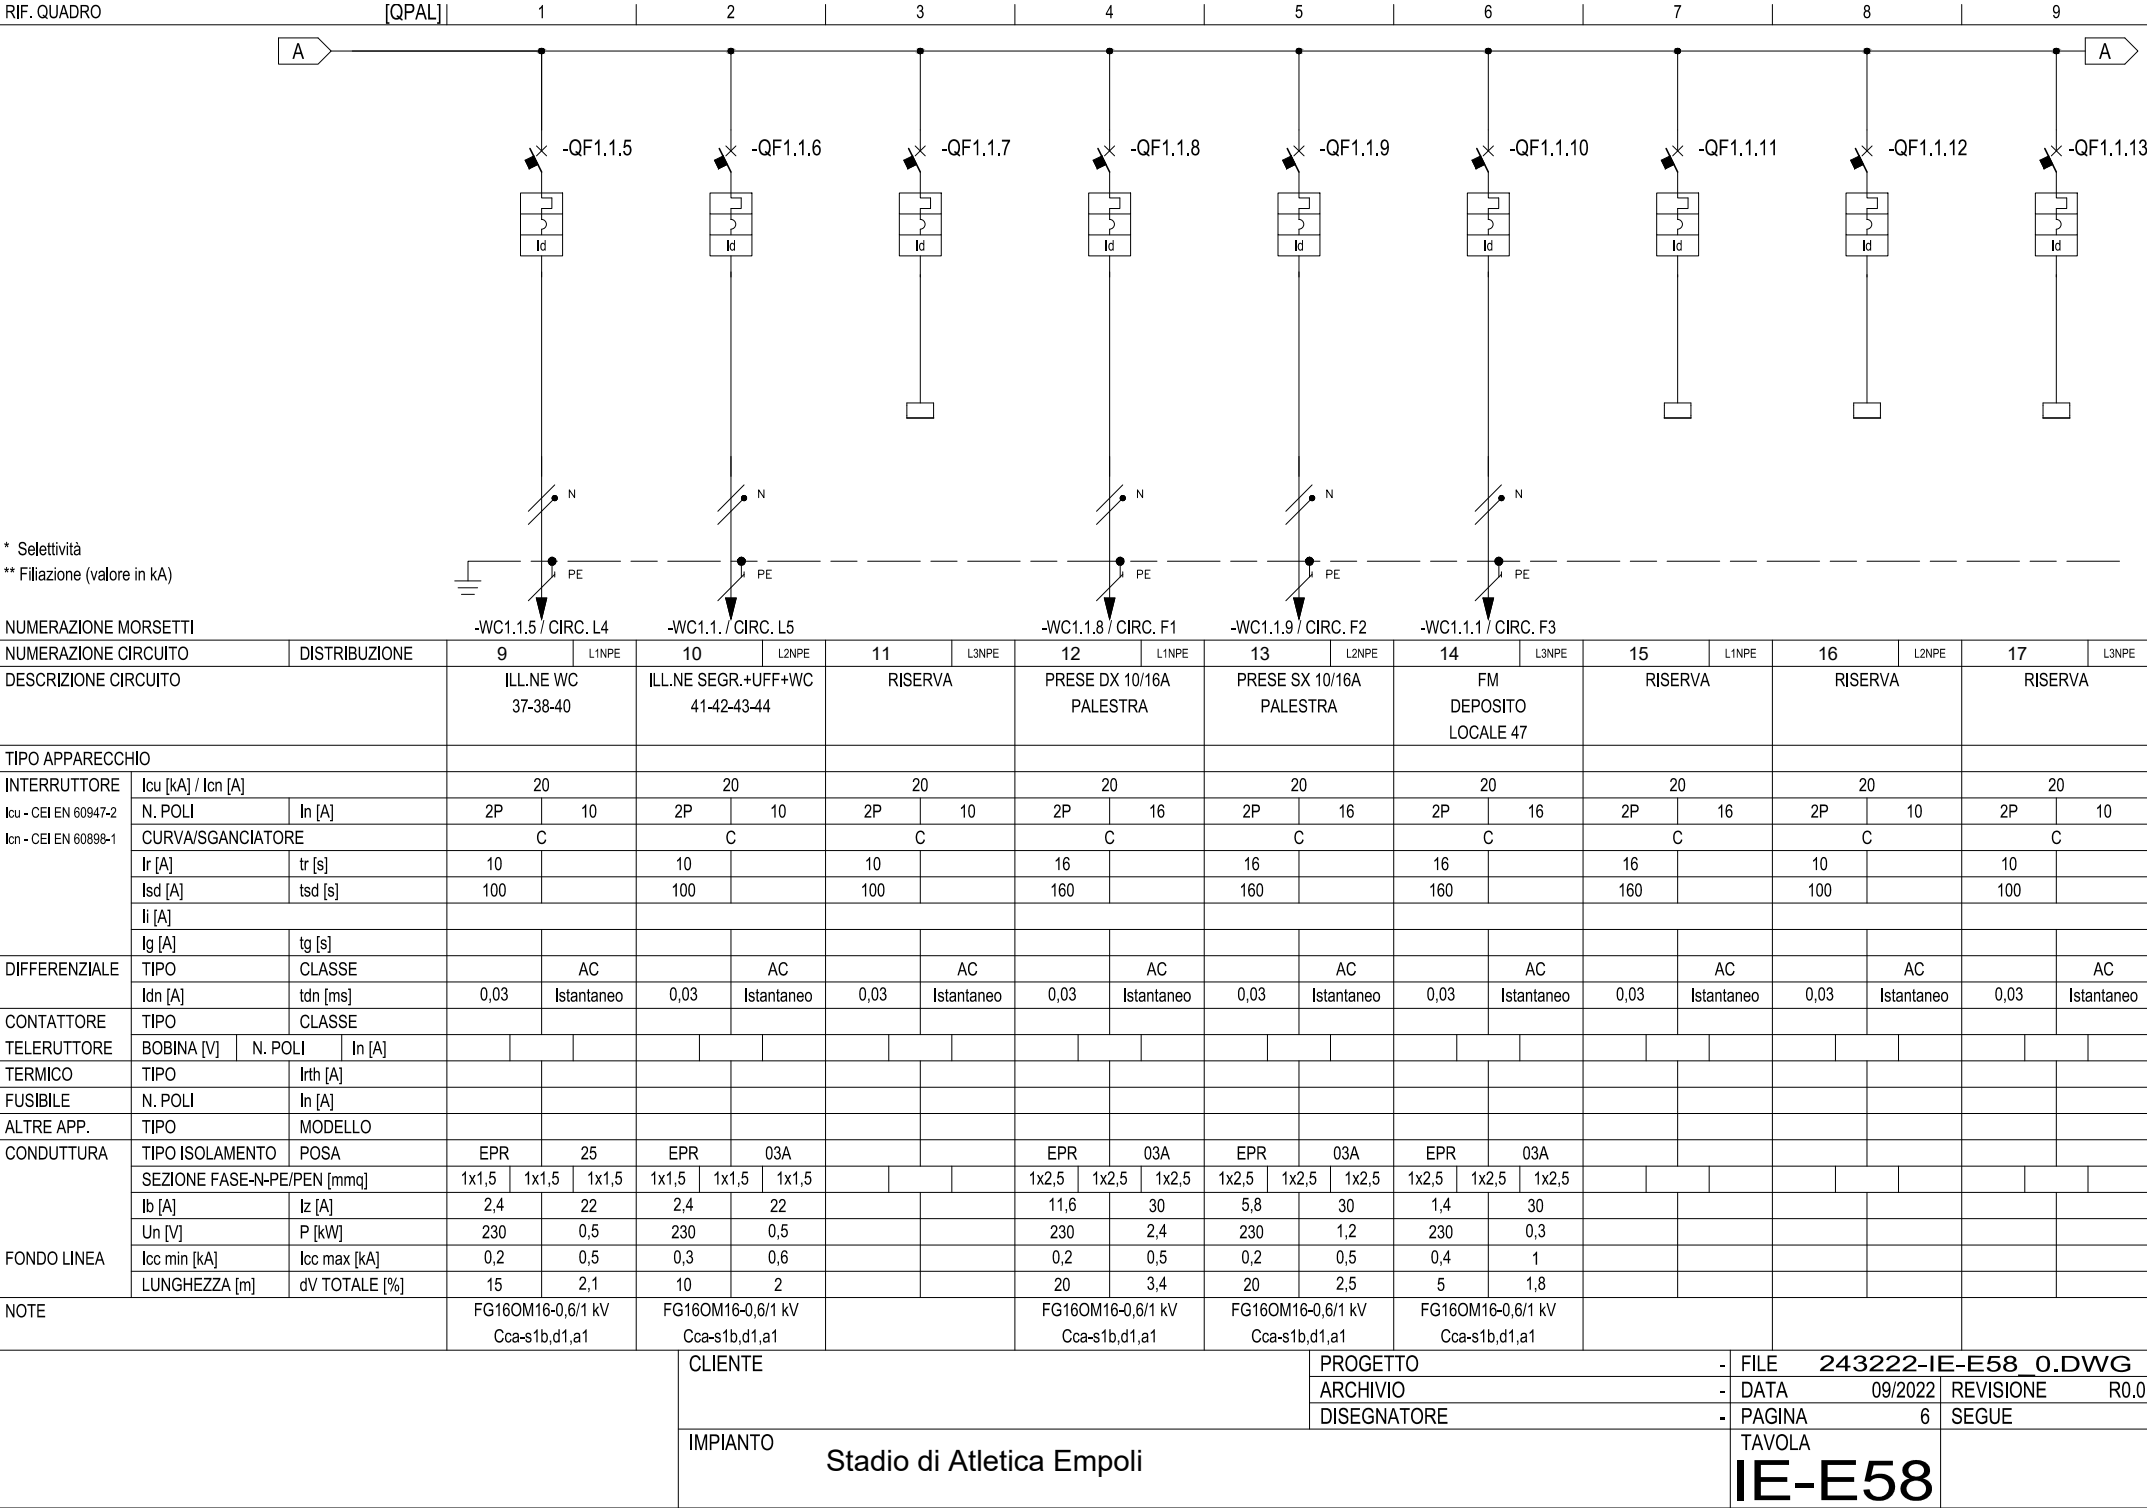 RIF. QUADRO [QPAL] 1 2 3 4 5 6 7 8 9
A A
-QF1.1.5 -QF1.1.6 -QF1.1.7 -QF1.1.8 -QF1.1.9 -QF1.1.10 -QF1.1.11 -QF1.1.12 -QF1.1.13
Id Id Id Id Id Id Id Id Id
N N N N N
* Selettività
** Filiazione (valore in kA)
PE PE PE PE PE
NUMERAZIONE MORSETTI -WC1.1.5 / CIRC. L4 -WC1.1. / CIRC. L5 -WC1.1.8 / CIRC. F1 -WC1.1.9 / CIRC. F2 -WC1.1.1 / CIRC. F3
NUMERAZIONE CIRCUITO DISTRIBUZIONE 9 L1NPE 10 L2NPE 11 L3NPE 12 L1NPE 13 L2NPE 14 L3NPE 15 L1NPE 16 L2NPE 17 L3NPE
DESCRIZIONE CIRCUITO ILL.NE WC ILL.NE SEGR.+UFF+WC RISERVA PRESE DX 10/16A PRESE SX 10/16A FM RISERVA RISERVA RISERVA
37-38-40 41-42-43-44 PALESTRA PALESTRA DEPOSITO
LOCALE 47
TIPO APPARECCHIO
INTERRUTTORE Icu [kA] / Icn [A] 20 20 20 20 20 20 20 20 20
Icu - CEI EN 60947-2 N. POLI In [A] 2P 10 2P 10 2P 10 2P 16 2P 16 2P 16 2P 16 2P 10 2P 10
Icn - CEI EN 60898-1 CURVA/SGANCIATORE C C C C C C C C C
Ir [A] tr [s] 10 10 10 16 16 16 16 10 10
Isd [A] tsd [s] 100 100 100 160 160 160 160 100 100
Ii [A]
Ig [A] tg [s]
DIFFERENZIALE TIPO CLASSE AC AC AC AC AC AC AC AC AC
Idn [A] tdn [ms] 0,03 Istantaneo 0,03 Istantaneo 0,03 Istantaneo 0,03 Istantaneo 0,03 Istantaneo 0,03 Istantaneo 0,03 Istantaneo 0,03 Istantaneo 0,03 Istantaneo
CONTATTORE TIPO CLASSE
TELERUTTORE BOBINA [V] N. POLI In [A]
TERMICO TIPO Irth [A]
FUSIBILE N. POLI In [A]
ALTRE APP. TIPO MODELLO
CONDUTTURA TIPO ISOLAMENTO POSA EPR 25 EPR 03A EPR 03A EPR 03A EPR 03A
SEZIONE FASE-N-PE/PEN [mmq] 1x1,5 1x1,5 1x1,5 1x1,5 1x1,5 1x1,5 1x2,5 1x2,5 1x2,5 1x2,5 1x2,5 1x2,5 1x2,5 1x2,5 1x2,5
Ib [A] Iz [A] 2,4 22 2,4 22 11,6 30 5,8 30 1,4 30
Un [V] P [kW] 230 0,5 230 0,5 230 2,4 230 1,2 230 0,3
FONDO LINEA Icc min [kA] Icc max [kA] 0,2 0,5 0,3 0,6 0,2 0,5 0,2 0,5 0,4 1
LUNGHEZZA [m] dV TOTALE [%] 15 2,1 10 2 20 3,4 20 2,5 5 1,8
NOTE FG16OM16-0,6/1 kV FG16OM16-0,6/1 kV FG16OM16-0,6/1 kV FG16OM16-0,6/1 kV FG16OM16-0,6/1 kV
Cca-s1b,d1,a1 Cca-s1b,d1,a1 Cca-s1b,d1,a1 Cca-s1b,d1,a1 Cca-s1b,d1,a1
CLIENTE PROGETTO - FILE 243222-IE-E58_0.DWG
ARCHIVIO - DATA 09/2022 REVISIONE R0.0
DISEGNATORE - PAGINA 6 SEGUE
IMPIANTO TAVOLA
Stadio di Atletica Empoli IE-E58